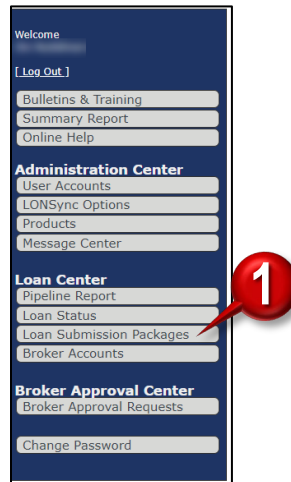 Welcome
[ Log Out ]
Bulletins & Training
Summary Report
Online Help
Administration Center
User Accounts
LONSync Options
Products
Message Center
Loan Center
Pipeline Report
Loan Status
Loan Submission Packages
1
Broker Accounts
Broker Approval Center
Broker Approval Requests
Change Password